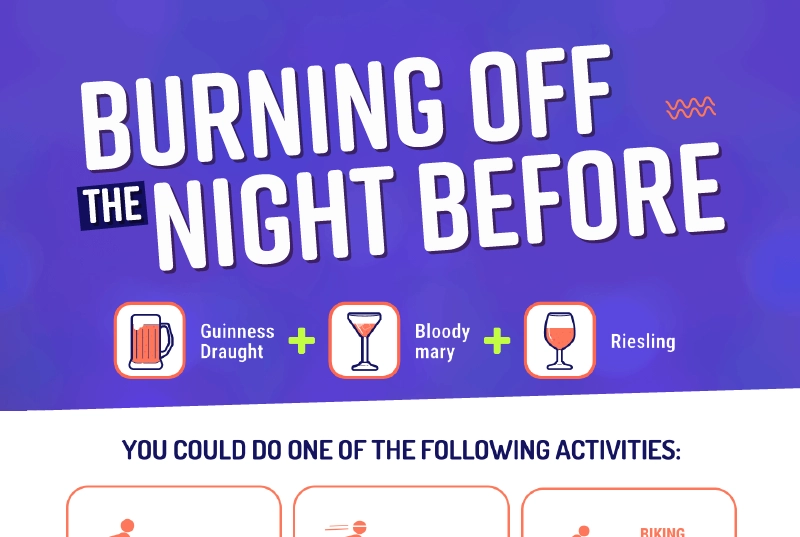 BURNING OFF
THE NIGHT BEFORE
Guinness
Draught
Bloody
mary
Riesling
YOU COULD DO ONE OF THE FOLLOWING ACTIVITIES:
BIKING